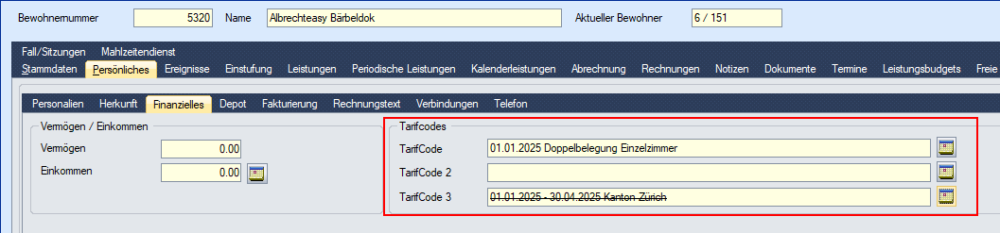 Bewohnernummer 5320 Name Albrechteasy Bärbeldok Aktueller Bewohner 6 / 151
Fall/Sitzungen Mahlzeitendienst
Stammdaten Persönliches Ereignisse Einstufung Leistungen Periodische Leistungen Kalenderleistungen Abrechnung Rechnungen Notizen Dokumente Termine Leistungsbudgets Freie
Personalien Herkunft Finanzielles Depot Fakturierung Rechnungstext Verbindungen Telefon
Vermögen / Einkommen Tarifcodes
Vermögen 0.00 TarifCode 01.01.2025 Doppelbelegung Einzelzimmer
Einkommen 0.00 TarifCode 2
TarifCode 3 01.01.2025 - 30.04.2025 Kanton Zürich